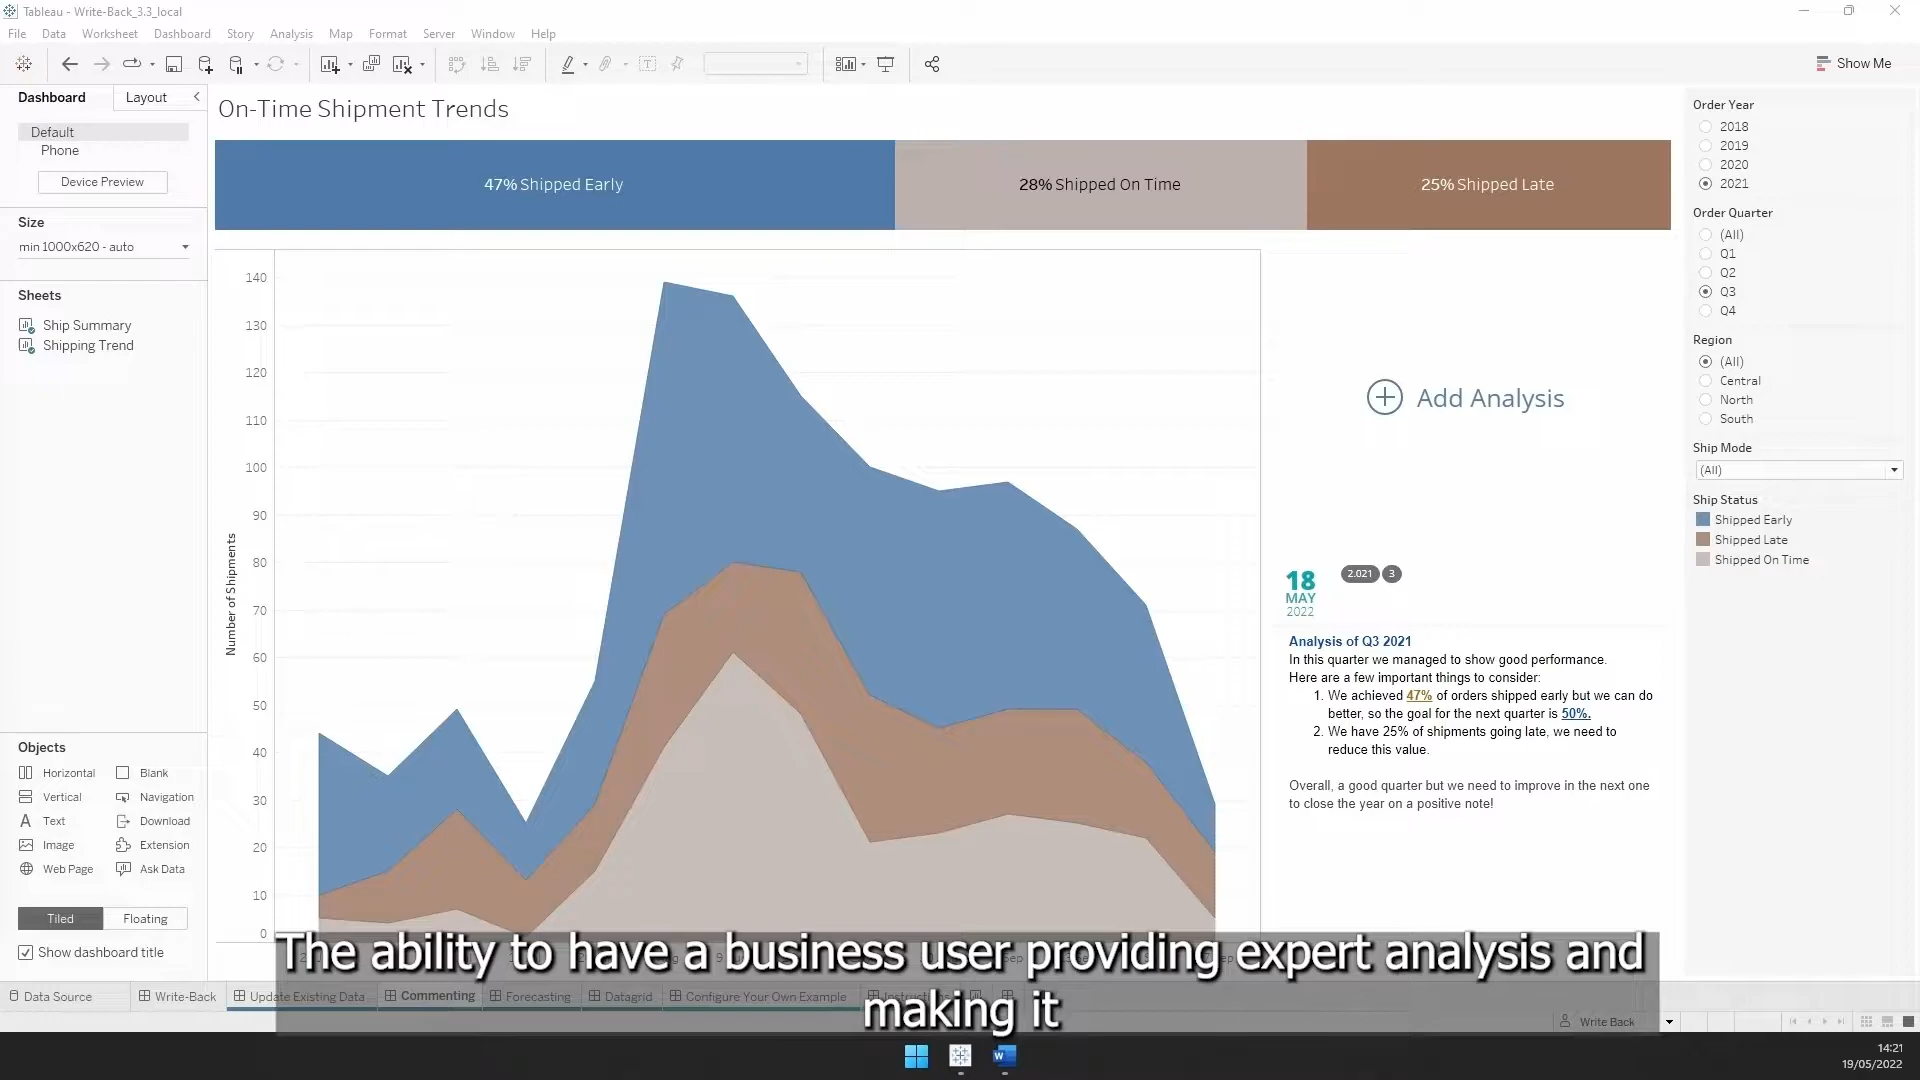 Tableau - Write-Back_3.3_local
File Data Worksheet Dashboard Story Analysis Map Format Server Window Help
Show Me
Dashboard Layout
Default
Phone
Device Preview
Size
min 1000x620 - auto
Sheets
Ship Summary
Shipping Trend
Objects
Horizontal Blank
Vertical Navigation
Text Download
Image Extension
Web Page Ask Data
Tiled Floating
Show dashboard title
On-Time Shipment Trends
47% Shipped Early 28% Shipped On Time 25% Shipped Late
Number of Shipments
140
130
120
110
100
90
80
70
60
50
40
30
20
10
0
Add Analysis
18
MAY
2022
2.021 3
Analysis of Q3 2021
In this quarter we managed to show good performance.
Here are a few important things to consider:
1. We achieved 47% of orders shipped early but we can do
better, so the goal for the next quarter is 50%.
2. We have 25% of shipments going late, we need to
reduce this value.
Overall, a good quarter but we need to improve in the next one
to close the year on a positive note!
Order Year
2018
2019
2020
2021
Order Quarter
(All)
Q1
Q2
Q3
Q4
Region
(All)
Central
North
South
Ship Mode
(All)
Ship Status
Shipped Early
Shipped Late
Shipped On Time
The ability to have a business user providing expert analysis and
making it
Data Source Write-Back Update Existing Data Commenting Forecasting Datagrid Configure Your Own Example
Write Back
14:21
19/05/2022